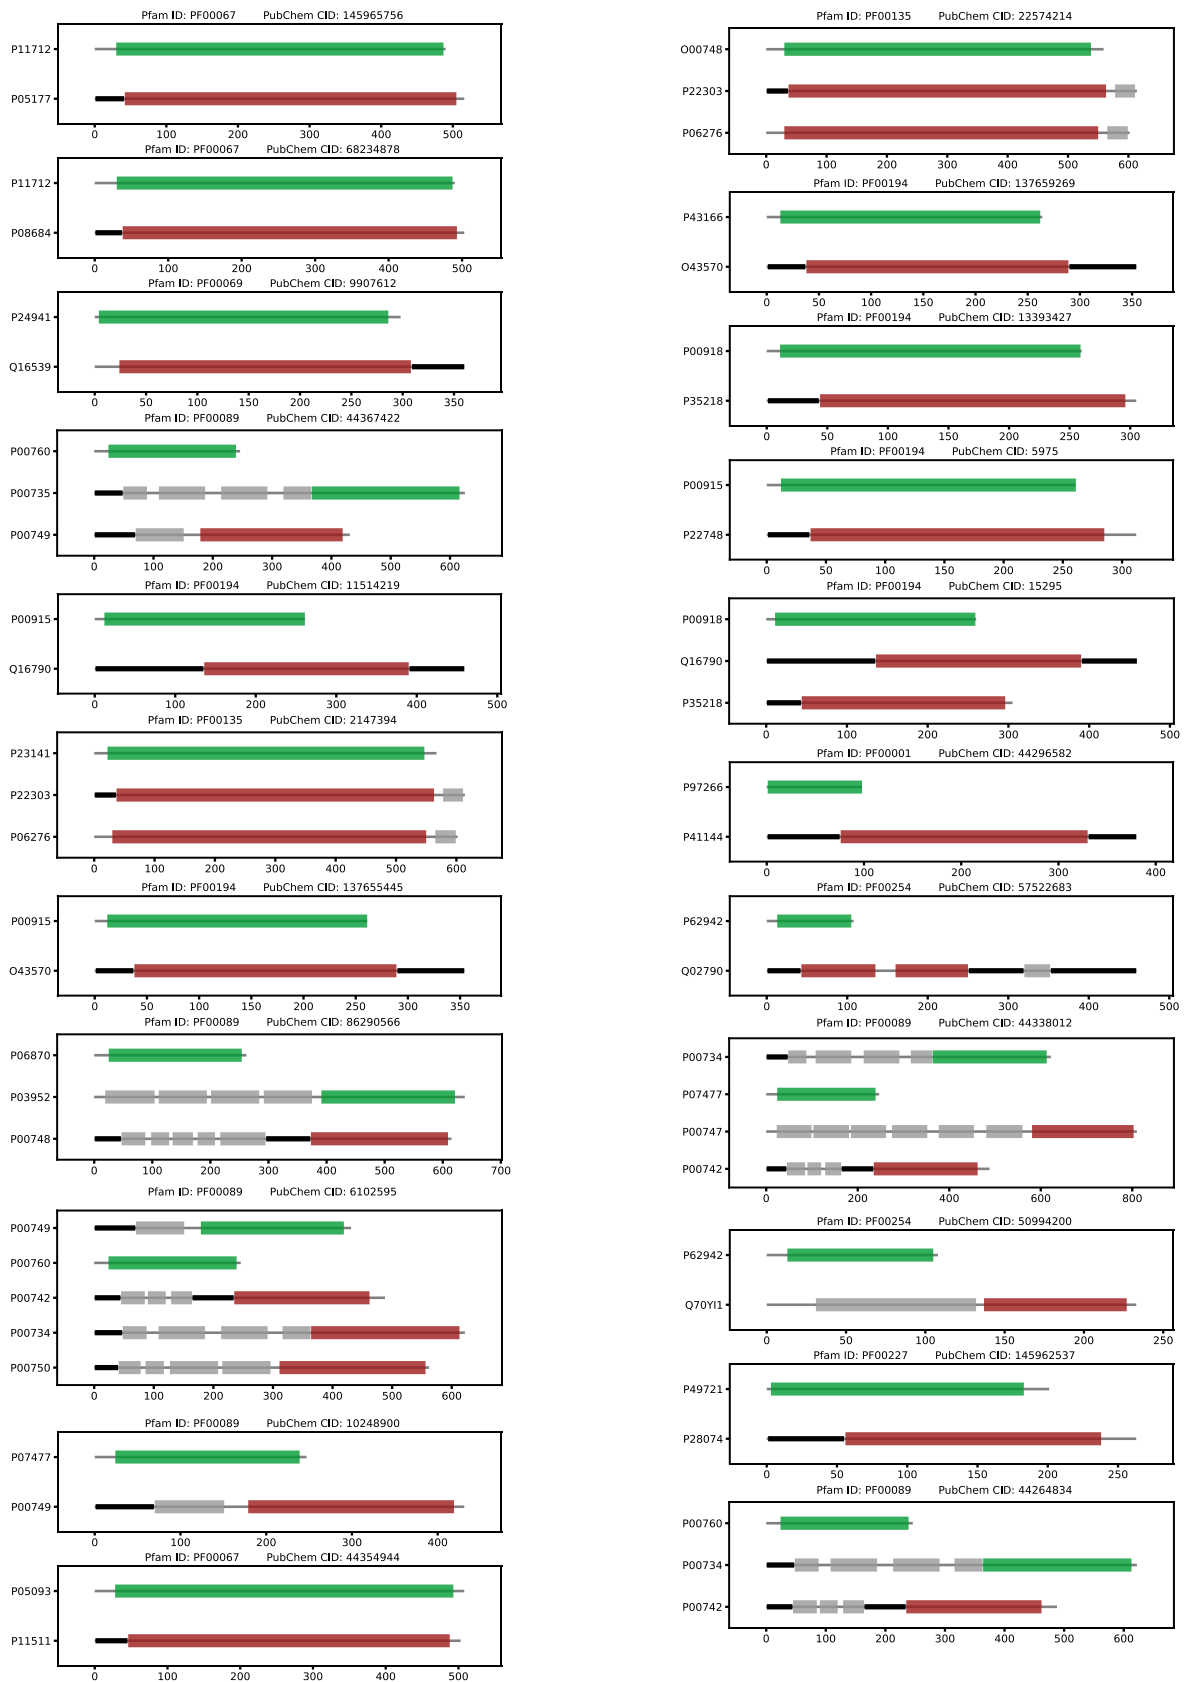 Pfam ID: PF00067 PubChem CID: 145965756
P11712
P05177
0 100 200 300 400 500
Pfam ID: PF00067 PubChem CID: 68234878
P11712
P08684
0 100 200 300 400 500
Pfam ID: PF00069 PubChem CID: 9907612
P24941
Q16539
0 50 100 150 200 250 300 350
Pfam ID: PF00089 PubChem CID: 44367422
P00760
P00735
P00749
0 100 200 300 400 500 600
Pfam ID: PF00194 PubChem CID: 11514219
P00915
Q16790
0 100 200 300 400 500
Pfam ID: PF00135 PubChem CID: 2147394
P23141
P22303
P06276
0 100 200 300 400 500 600
Pfam ID: PF00194 PubChem CID: 137655445
P00915
O43570
0 50 100 150 200 250 300 350
Pfam ID: PF00089 PubChem CID: 86290566
P06870
P03952
P00748
0 100 200 300 400 500 600 700
Pfam ID: PF00089 PubChem CID: 6102595
P00749
P00760
P00742
P00734
P00750
0 100 200 300 400 500 600
Pfam ID: PF00089 PubChem CID: 10248900
P07477
P00749
100 200 300 400
Pfam ID: PF00067 PubChem CID: 44354944
P05093
P11511
0 100 200 300 400 500
Pfam ID: PF00135 PubChem CID: 22574214
O00748
P22303
P06276
0 100 200 300 400 500 600
Pfam ID: PF00194 PubChem CID: 137659269
P43166
O43570
0 50 100 150 200 250 300 350
Pfam ID: PF00194 PubChem CID: 13393427
P00918
P35218
0 50 100 150 200 250 300
Pfam ID: PF00194 PubChem CID: 5975
P00915
P22748
0 50 100 150 200 250 300
Pfam ID: PF00194 PubChem CID: 15295
P00918
Q16790
P35218
0 100 200 300 400 500
Pfam ID: PF00001 PubChem CID: 44296582
P97266
P41144
0 100 200 300 400
Pfam ID: PF00254 PubChem CID: 57522683
P62942
Q02790
0 100 200 300 400 500
Pfam ID: PF00089 PubChem CID: 44338012
P00734
P07477
P00747
P00742
0 200 400 600 800
Pfam ID: PF00254 PubChem CID: 50994200
P62942
Q70YI1
0 50 100 150 200 250
Pfam ID: PF00227 PubChem CID: 145962537
P49721
P28074
0 50 100 150 200 250
Pfam ID: PF00089 PubChem CID: 44264834
P00760
P00734
P00742
0 100 200 300 400 500 600